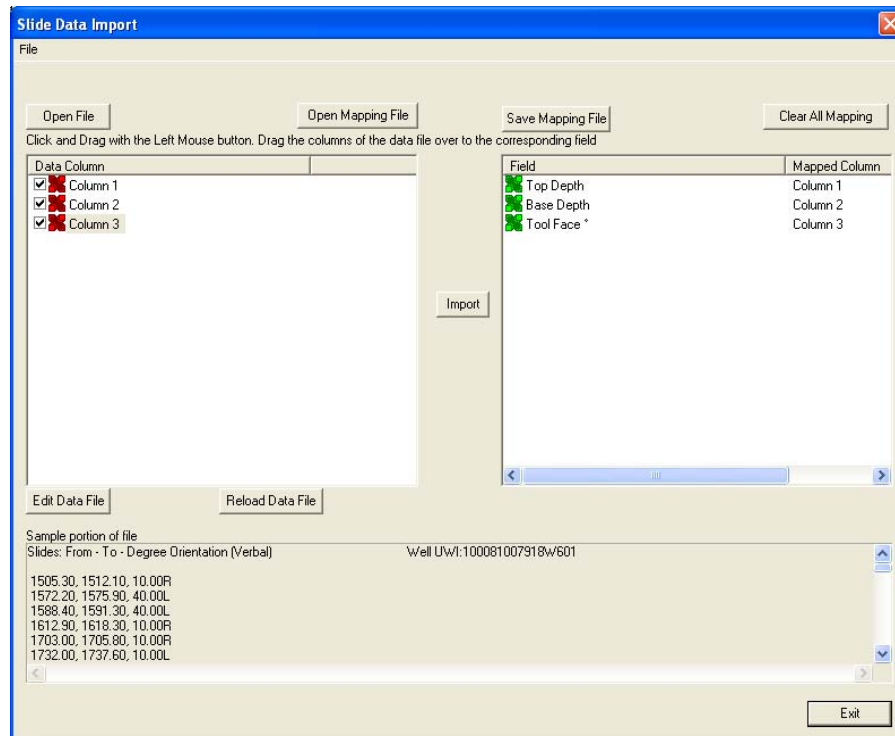 Slide Data Import
File
Open File
Open Mapping File
Save Mapping File
Clear All Mapping
Click and Drag with the Left Mouse button. Drag the columns of the data file over to the corresponding field
Data Column
Column 1
Column 2
Column 3
Import
Field Mapped Column
Top Depth Column 1
Base Depth Column 2
Tool Face * Column 3
Edit Data File
Reload Data File
Sample portion of file
Slides: From - To - Degree Orientation (Verbal) Well UWI:100081007918W601
1505.30, 1512.10, 10.00R
1572.20, 1575.90, 40.00L
1588.40, 1591.30, 40.00L
1612.90, 1618.30, 10.00R
1703.00, 1705.80, 10.00R
1732.00, 1737.60, 10.00L
Exit